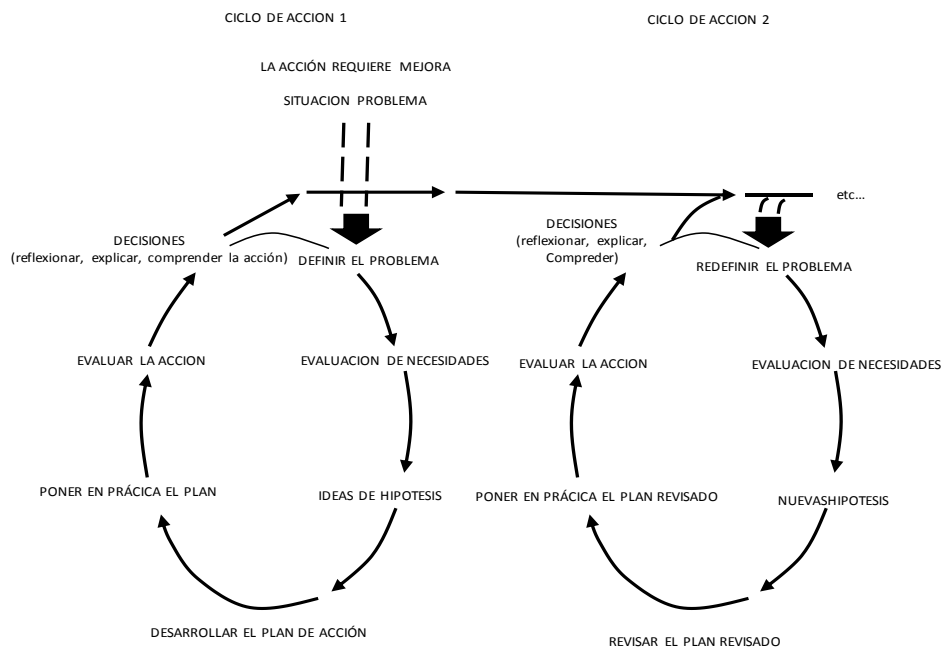 CICLO DE ACCION 1
CICLO DE ACCION 2
LA ACCIÓN REQUIERE MEJORA
SITUACION PROBLEMA
etc...
DECISIONES
(reflexionar, explicar, comprender la acción)
DEFINIR EL PROBLEMA
DECISIONES
(reflexionar, explicar,
Compreder)
REDEFINIR EL PROBLEMA
EVALUAR LA ACCION
EVALUACION DE NECESIDADES
EVALUAR LA ACCION
EVALUACION DE NECESIDADES
PONER EN PRÁCICA EL PLAN
IDEAS DE HIPOTESIS
PONER EN PRÁCICA EL PLAN REVISADO
NUEVASHIPOTESIS
DESARROLLAR EL PLAN DE ACCIÓN
REVISAR EL PLAN REVISADO